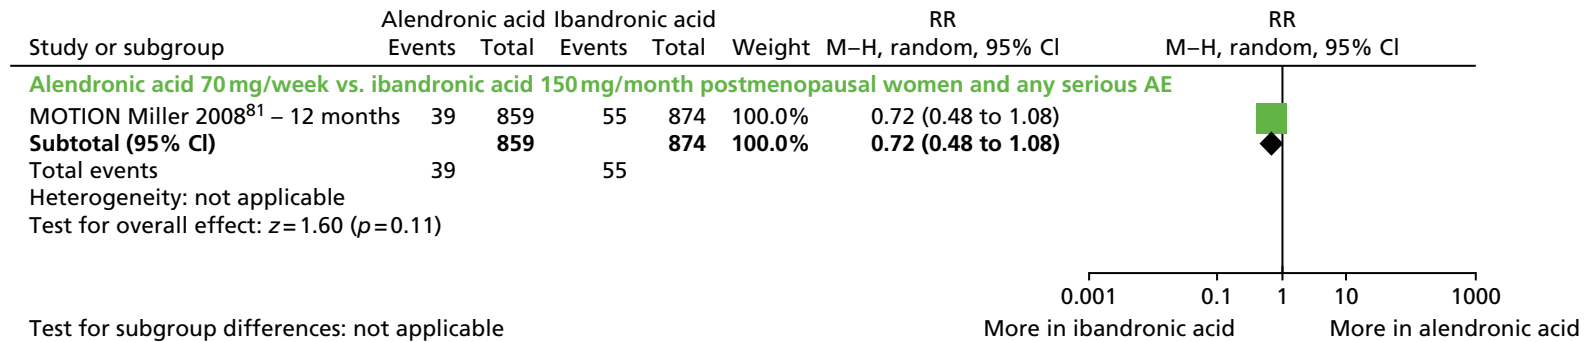 Alendronic acid Ibandronic acid RR RR
Study or subgroup Events Total Events Total Weight M–H, random, 95% CI M–H, random, 95% CI
Alendronic acid 70 mg/week vs. ibandronic acid 150 mg/month postmenopausal women and any serious AE
MOTION Miller 2008⁸¹ – 12 months 39 859 55 874 100.0% 0.72 (0.48 to 1.08)
Subtotal (95% CI) 859 874 100.0% 0.72 (0.48 to 1.08)
Total events 39 55
Heterogeneity: not applicable
Test for overall effect: z=1.60 (p=0.11)
0.001 0.1 1 10 1000
Test for subgroup differences: not applicable More in ibandronic acid More in alendronic acid